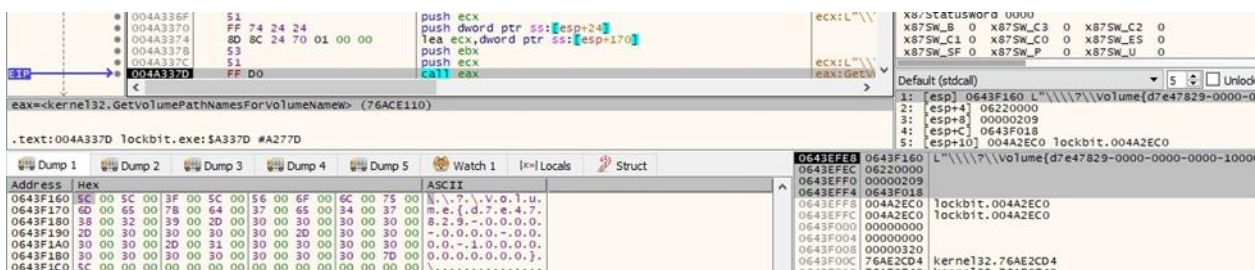 004A336F 51 push ecx ecx:L"\\
004A3370 FF 74 24 24 push dword ptr ss:[esp+24]
004A3374 8D 8C 24 70 01 00 00 lea ecx,dword ptr ss:[esp+170]
004A337B 53 push ebx
004A337C 51 push ecx ecx:L"\\
EIP 004A337D FF D0 call eax eax:GetV
eax=<kernel32.GetVolumePathNamesForVolumeNameW> (76ACE110)
.text:004A337D lockbit.exe:$A337D #A277D
x87StatusWord 0000
x87SW_B 0 x87SW_C3 0 x87SW_C2 0
x87SW_C1 0 x87SW_C0 0 x87SW_ES 0
x87SW_SF 0 x87SW_P 0 x87SW_U 0
Default (stdcall) 5 Unlock
1: [esp] 0643F160 L"\\\\?\\Volume{d7e47829-0000-0
2: [esp+4] 06220000
3: [esp+8] 00000209
4: [esp+C] 0643F018
5: [esp+10] 004A2EC0 lockbit.004A2EC0
Dump 1 Dump 2 Dump 3 Dump 4 Dump 5 Watch 1 [x=] Locals Struct
Address Hex ASCII
0643F160 5C 00 5C 00 3F 00 5C 00 56 00 6F 00 6C 00 75 00 \.\.?.\.V.o.l.u.
0643F170 6D 00 65 00 7B 00 64 00 37 00 65 00 34 00 37 00 m.e.{.d.7.e.4.7.
0643F180 38 00 32 00 39 00 2D 00 30 00 30 00 30 00 30 00 8.2.9.-.0.0.0.0.
0643F190 2D 00 30 00 30 00 30 00 30 00 2D 00 30 00 30 00 -.0.0.0.0.-.0.0.
0643F1A0 30 00 30 00 2D 00 31 00 30 00 30 00 30 00 30 00 0.0.-.1.0.0.0.0.
0643F1B0 30 00 30 00 30 00 30 00 30 00 30 00 30 00 7D 00 0.0.0.0.0.0.0.}.
0643F1C0 5C 00 00 00 00 00 00 00 00 00 00 00 00 00 00 00
0643EFE8 0643F160 L"\\\\?\\Volume{d7e47829-0000-0000-0000-1000
0643EFEC 06220000
0643EFF0 00000209
0643EFF4 0643F018
0643EFF8 004A2EC0 lockbit.004A2EC0
0643EFFC 004A2EC0 lockbit.004A2EC0
0643F000 00000000
0643F004 00000000
0643F008 00000320
0643F00C 76AE2CD4 kernel32.76AE2CD4